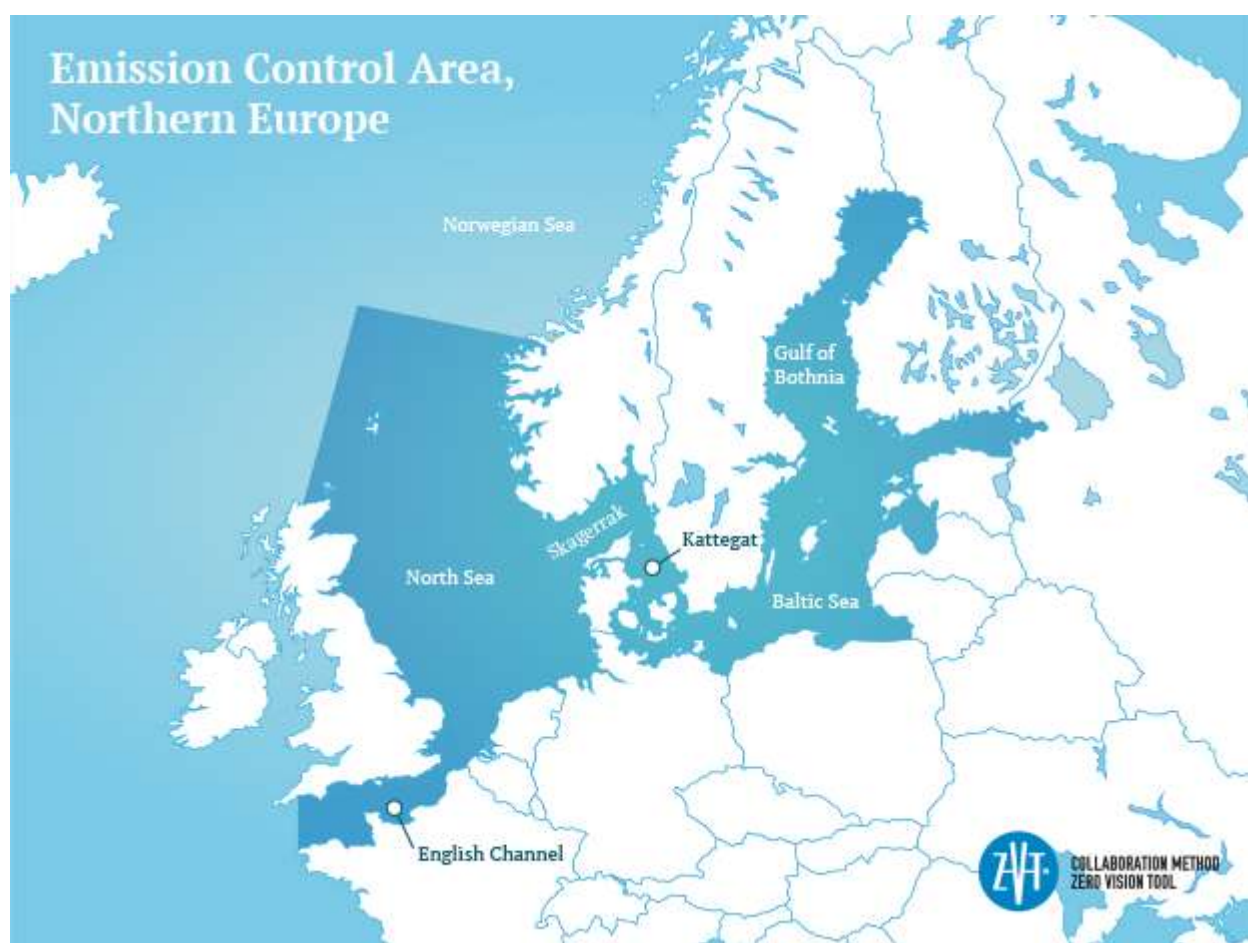 Emission Control Area,
Northern Europe
Norwegian Sea
Gulf of
Bothnia
Skagerrak
Kattegat
North Sea
Baltic Sea
English Channel
ZVT
COLLABORATION METHOD
ZERO VISION TOOL